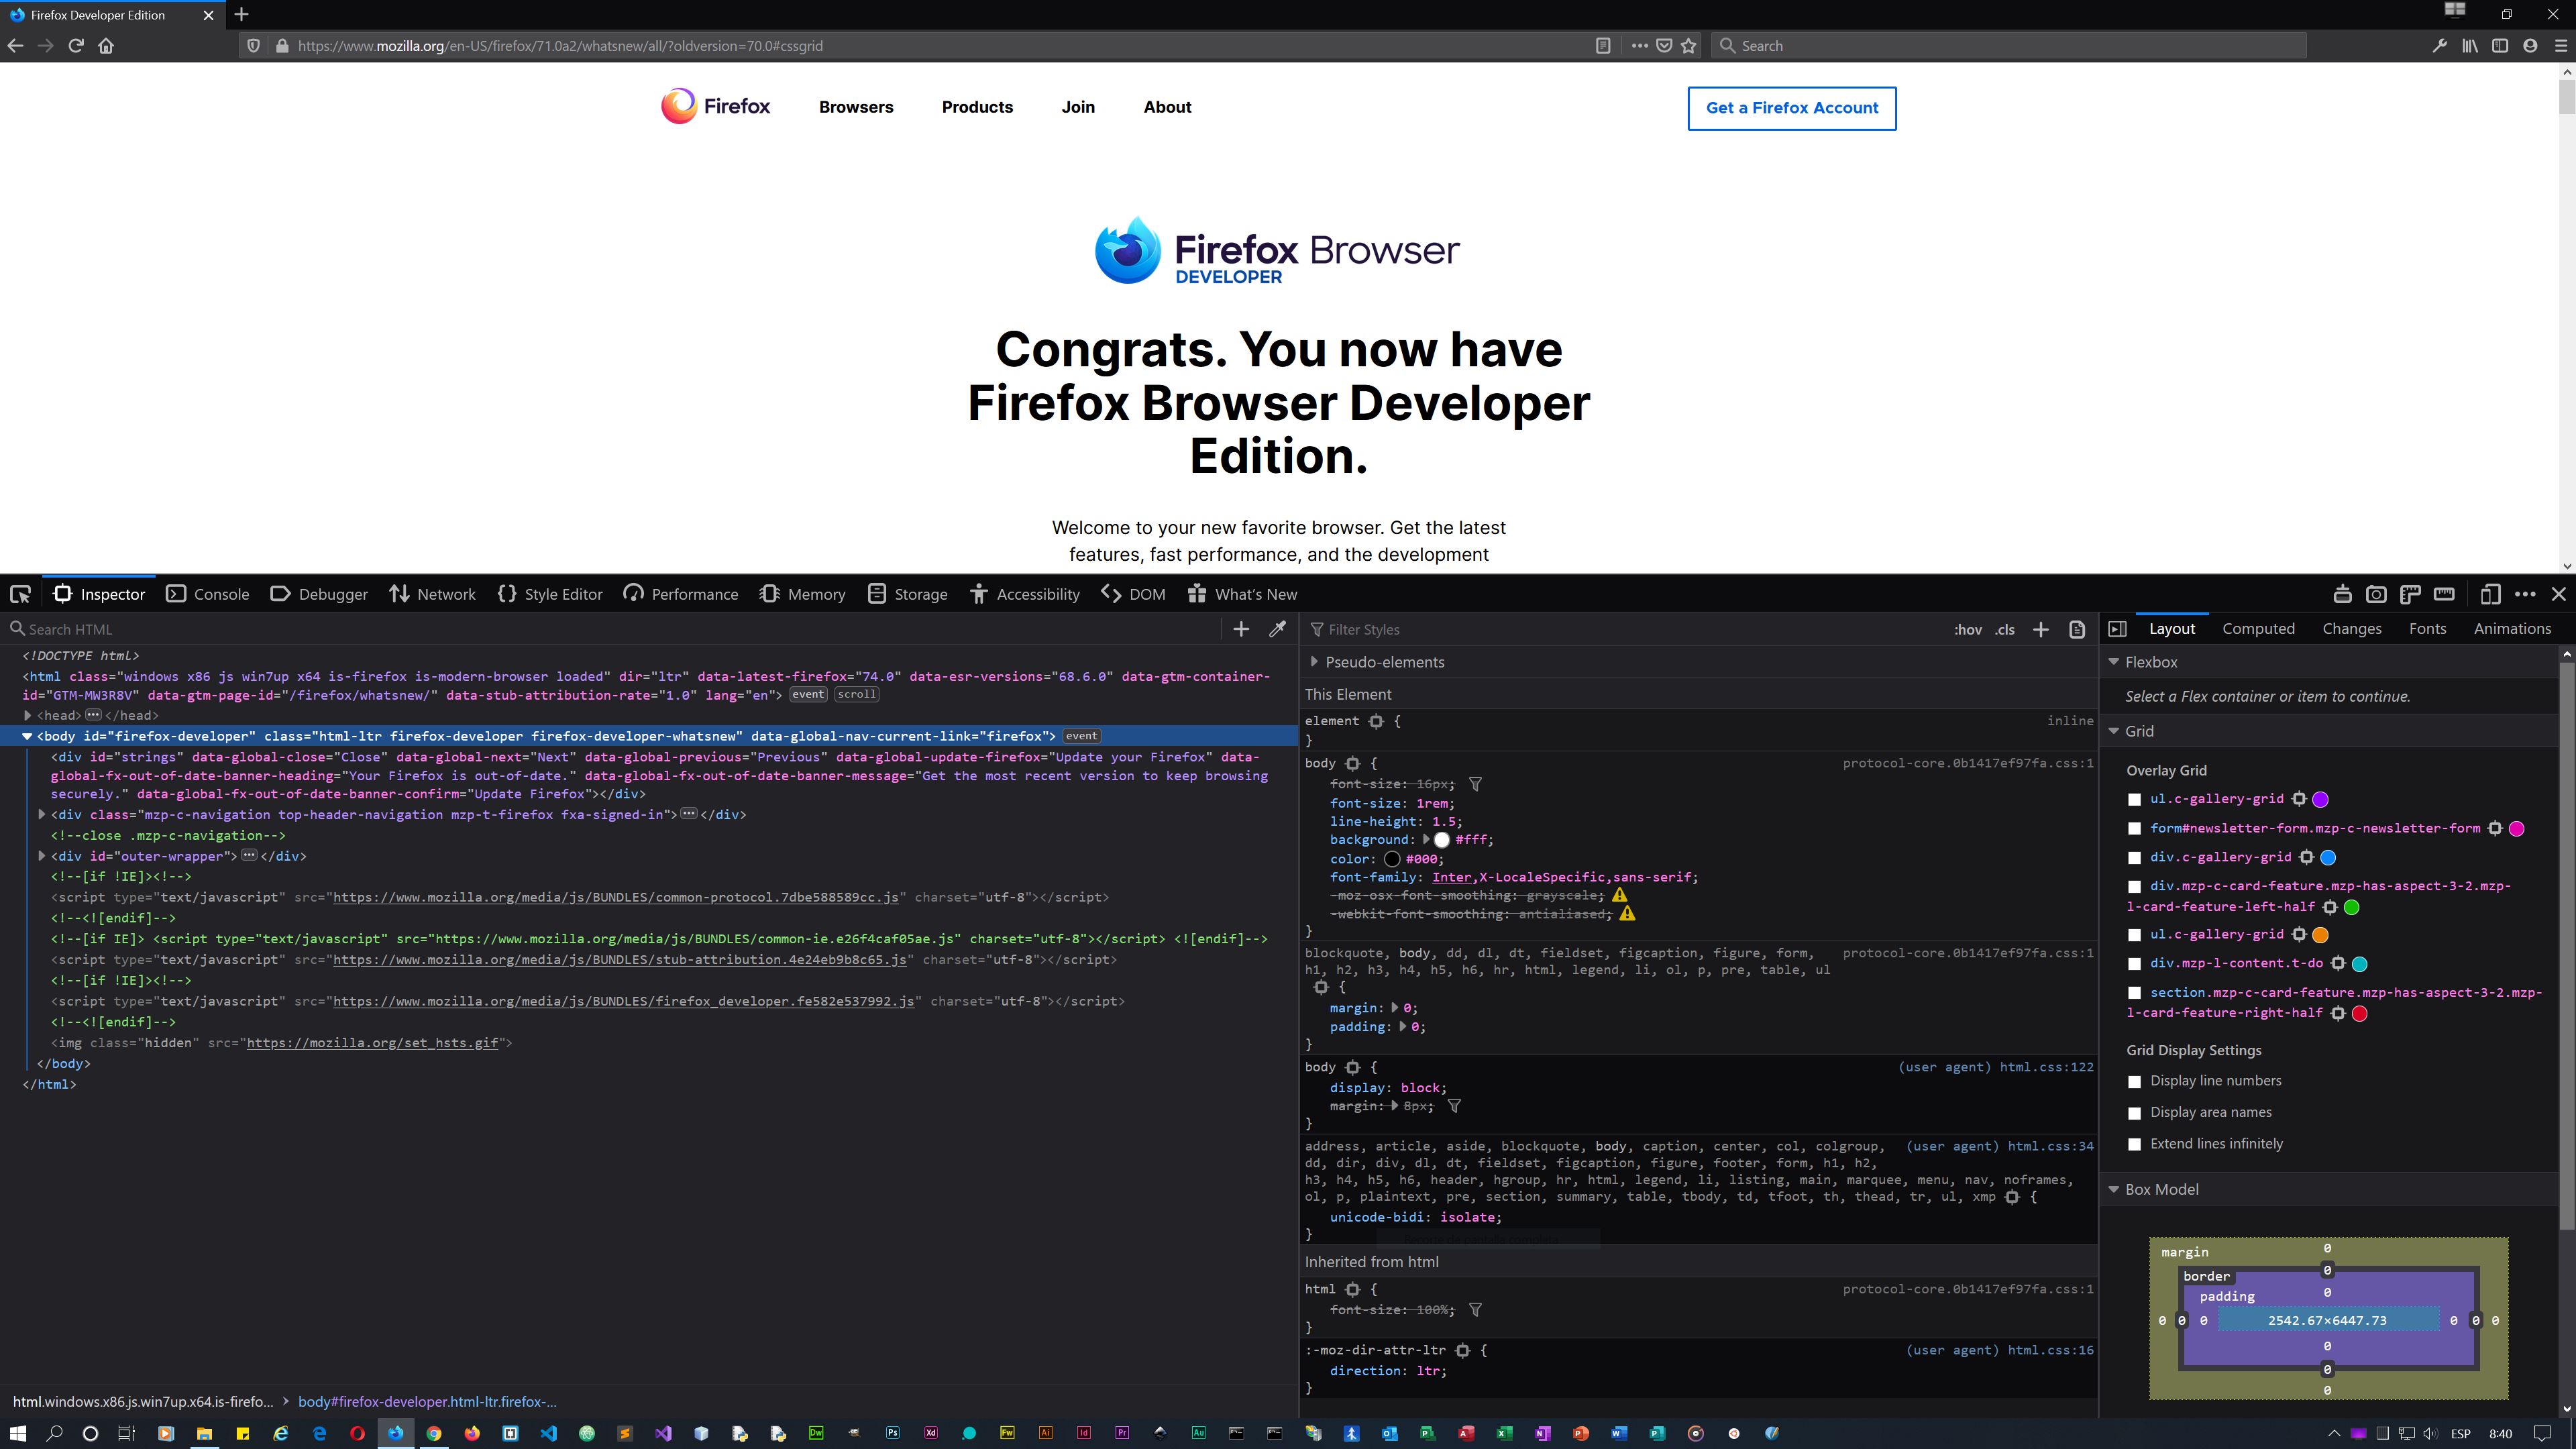 Firefox Developer Edition
https://www.mozilla.org/en-US/firefox/71.0a2/whatsnew/all/?oldversion=70.0#cssgrid
Search
Firefox
Browsers
Products
Join
About
Get a Firefox Account
Firefox Browser
DEVELOPER
Congrats. You now have
Firefox Browser Developer
Edition.
Welcome to your new favorite browser. Get the latest
features, fast performance, and the development
Inspector
Console
Debugger
Network
Style Editor
Performance
Memory
Storage
Accessibility
DOM
What's New
Search HTML
<!DOCTYPE html>
<html class="windows x86 js win7up x64 is-firefox is-modern-browser loaded" dir="ltr" data-latest-firefox="74.0" data-esr-versions="68.6.0" data-gtm-container-
id="GTM-MW3R8V" data-gtm-page-id="/firefox/whatsnew/" data-stub-attribution-rate="1.0" lang="en"> event scroll
<head> ••• </head>
<body id="firefox-developer" class="html-ltr firefox-developer firefox-developer-whatsnew" data-global-nav-current-link="firefox"> event
<div id="strings" data-global-close="Close" data-global-next="Next" data-global-previous="Previous" data-global-update-firefox="Update your Firefox" data-
global-fx-out-of-date-banner-heading="Your Firefox is out-of-date." data-global-fx-out-of-date-banner-message="Get the most recent version to keep browsing
securely." data-global-fx-out-of-date-banner-confirm="Update Firefox"></div>
<div class="mzp-c-navigation top-header-navigation mzp-t-firefox fxa-signed-in"> ••• </div>
<!--close .mzp-c-navigation-->
<div id="outer-wrapper"> ••• </div>
<!--[if !IE]><!-->
<script type="text/javascript" src="https://www.mozilla.org/media/js/BUNDLES/common-protocol.7dbe588589cc.js" charset="utf-8"></script>
<!--<![endif]-->
<!--[if IE]> <script type="text/javascript" src="https://www.mozilla.org/media/js/BUNDLES/common-ie.e26f4caf05ae.js" charset="utf-8"></script> <![endif]-->
<script type="text/javascript" src="https://www.mozilla.org/media/js/BUNDLES/stub-attribution.4e24eb9b8c65.js" charset="utf-8"></script>
<!--[if !IE]><!-->
<script type="text/javascript" src="https://www.mozilla.org/media/js/BUNDLES/firefox_developer.fe582e537992.js" charset="utf-8"></script>
<!--<![endif]-->
<img class="hidden" src="https://mozilla.org/set_hsts.gif">
</body>
</html>
html.windows.x86.js.win7up.x64.is-firefo... > body#firefox-developer.html-ltr.firefox-...
Filter Styles
:hov .cls
Pseudo-elements
This Element
element { inline
}
body { protocol-core.0b1417ef97fa.css:1
font-size: 16px;
font-size: 1rem;
line-height: 1.5;
background: #fff;
color: #000;
font-family: Inter,X-LocaleSpecific,sans-serif;
-moz-osx-font-smoothing: grayscale;
-webkit-font-smoothing: antialiased;
}
blockquote, body, dd, dl, dt, fieldset, figcaption, figure, form, protocol-core.0b1417ef97fa.css:1
h1, h2, h3, h4, h5, h6, hr, html, legend, li, ol, p, pre, table, ul
{
margin: 0;
padding: 0;
}
body { (user agent) html.css:122
display: block;
margin: 8px;
}
address, article, aside, blockquote, body, caption, center, col, colgroup, (user agent) html.css:34
dd, dir, div, dl, dt, fieldset, figcaption, figure, footer, form, h1, h2,
h3, h4, h5, h6, header, hgroup, hr, html, legend, li, listing, main, marquee, menu, nav, noframes,
ol, p, plaintext, pre, section, summary, table, tbody, td, tfoot, th, thead, tr, ul, xmp {
unicode-bidi: isolate;
}
Inherited from html
html { protocol-core.0b1417ef97fa.css:1
font-size: 100%;
}
:-moz-dir-attr-ltr { (user agent) html.css:16
direction: ltr;
}
Layout
Computed
Changes
Fonts
Animations
Flexbox
Select a Flex container or item to continue.
Grid
Overlay Grid
ul.c-gallery-grid
form#newsletter-form.mzp-c-newsletter-form
div.c-gallery-grid
div.mzp-c-card-feature.mzp-has-aspect-3-2.mzp-
l-card-feature-left-half
ul.c-gallery-grid
div.mzp-l-content.t-do
section.mzp-c-card-feature.mzp-has-aspect-3-2.mzp-
l-card-feature-right-half
Grid Display Settings
Display line numbers
Display area names
Extend lines infinitely
Box Model
margin 0
border 0
padding 0
0 0 0 2542.67×6447.73 0 0 0
0
0
0
Dw
Ps
Xd
Fw
Ai
Id
Pr
Au
ESP
8:40